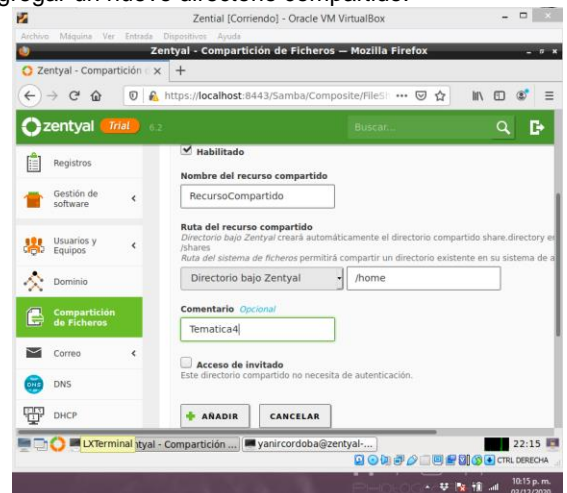 gregar un nuevo directorio compartido.
Zential [Corriendo] - Oracle VM VirtualBox
Archivo Máquina Ver Entrada Dispositivos Ayuda
Zentyal - Compartición de Ficheros — Mozilla Firefox
Zentyal - Compartición
https://localhost:8443/Samba/Composite/FileS
zentyal Trial 6.2 Buscar...
Registros
Gestión de software
Usuarios y Equipos
Dominio
Compartición de Ficheros
Correo
DNS
DHCP
Habilitado
Nombre del recurso compartido
RecursoCompartido
Ruta del recurso compartido
Directorio bajo Zentyal creará automáticamente el directorio compartido share.directory e
/shares
Ruta del sistema de ficheros permitirá compartir un directorio existente en su sistema de a
Directorio bajo Zentyal /home
Comentario Opcional
Tematica4
Acceso de invitado
Este directorio compartido no necesita de autenticación.
AÑADIR CANCELAR
LXTerminal tyal - Compartición ... yanircordoba@zentyal-... 22:15
CTRL DERECHA
10:15 p. m.
02/12/2020